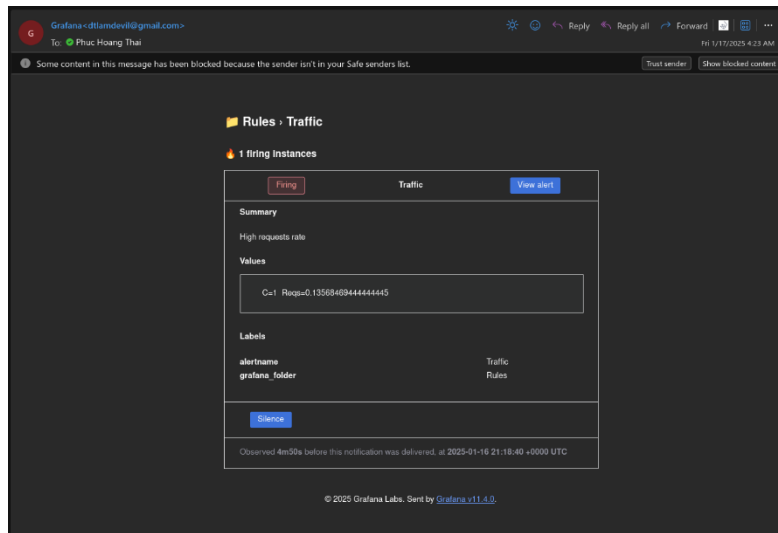 G
Grafana<dtlamdevil@gmail.com>
Reply Reply all Forward
To: Phuc Hoang Thai
Fri 1/17/2025 4:23 AM
Some content in this message has been blocked because the sender isn't in your Safe senders list. Trust sender Show blocked content
Rules › Traffic
1 firing instances
Firing Traffic View alert
Summary
High requests rate
Values
C=1 Reqs=0.13568469444444445
Labels
alertname Traffic
grafana_folder Rules
Silence
Observed 4m50s before this notification was delivered, at 2025-01-16 21:18:40 +0000 UTC
© 2025 Grafana Labs. Sent by Grafana v11.4.0.